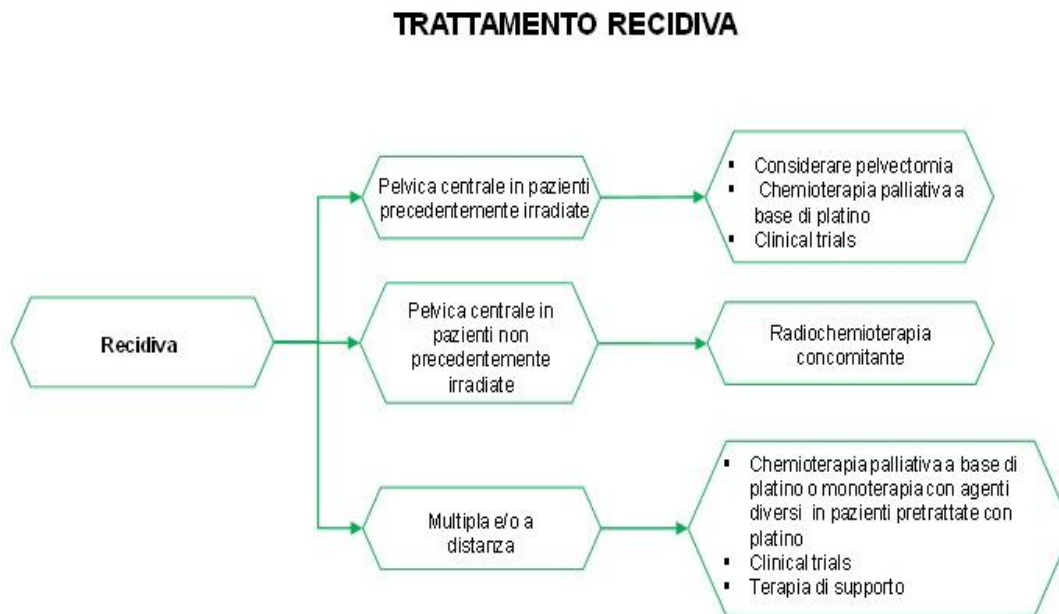 TRATTAMENTO RECIDIVA
Recidiva
Pelvica centrale in pazienti
precedentemente irradiate
▪ Considerare pelvectomia
▪ Chemioterapia palliativa a
base di platino
▪ Clinical trials
Pelvica centrale in
pazienti non
precedentemente
irradiate
Radiochemioterapia
concomitante
Multipla e/o a
distanza
▪ Chemioterapia palliativa a base di
platino o monoterapia con agenti
diversi in pazienti pretrattate con
platino
▪ Clinical trials
▪ Terapia di supporto